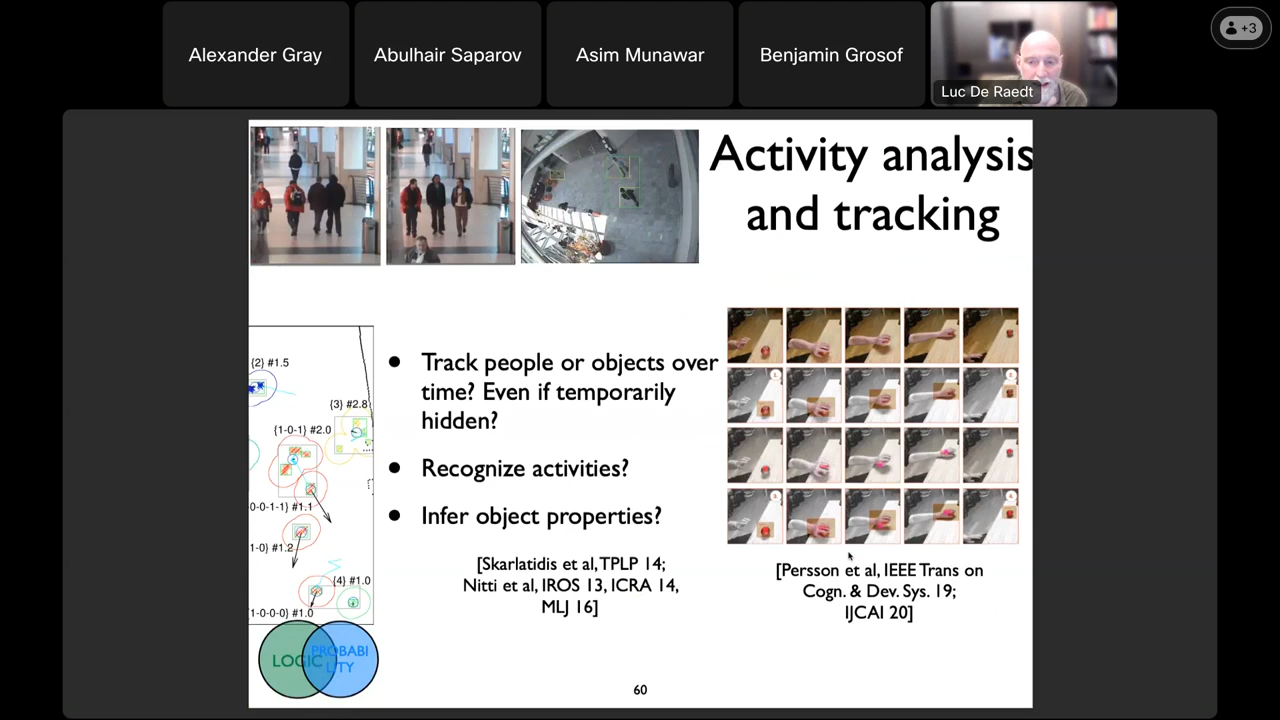 Alexander Gray
Abulhair Saparov
Asim Munawar
Benjamin Grosof
Luc De Raedt
+3
Activity analysis
and tracking
{2} #1.5
{3} #2.8
{1-0-1} #2.0
0-0-1-1} #1.1
1-0} #1.2
{4} #1.0
1-0-0-0} #1.0
● Track people or objects over
time? Even if temporarily
hidden?
● Recognize activities?
● Infer object properties?
[Skarlatidis et al, TPLP 14;
Nitti et al, IROS 13, ICRA 14,
MLJ 16]
[Persson et al, IEEE Trans on
Cogn. & Dev. Sys. 19;
IJCAI 20]
LOGIC
PROBABI
LITY
60